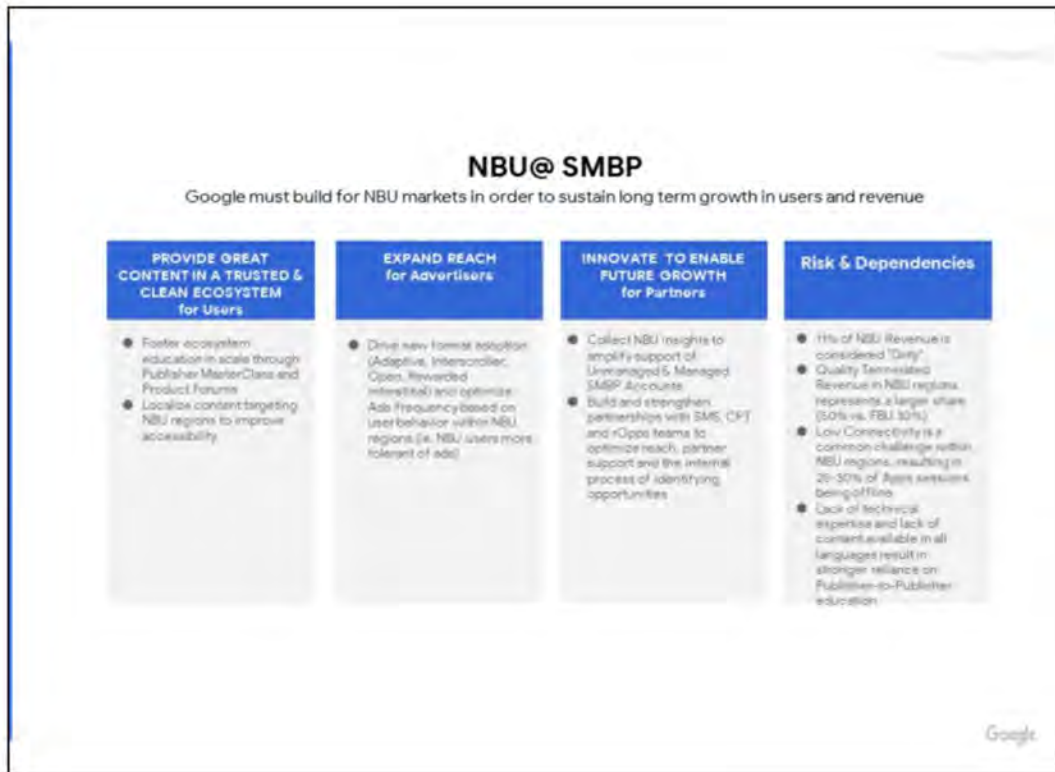 NBU@ SMBP
Google must build for NBU markets in order to sustain long term growth in users and revenue
PROVIDE GREAT
CONTENT IN A TRUSTED &
CLEAN ECOSYSTEM
for Users
● Foster ecosystem
education in scale through
Publisher MasterClass and
Product Forums
● Localize content targeting
NBU regions to improve
accessibility
EXPAND REACH
for Advertisers
● Drive new format adoption
(Adaptive, Interscroller,
Open, Rewarded
Interstitial) and optimize
Ads Frequency based on
user behavior within NBU
regions (ie. NBU users more
tolerant of ads)
INNOVATE TO ENABLE
FUTURE GROWTH
for Partners
● Collect NBU insights to
amplify support of
Unmanaged & Managed
SMBP Accounts
● Build and strengthen
partnerships with SMS, CPT
and rOpps teams to
optimize reach, partner
support and the internal
process of identifying
opportunities
Risk & Dependencies
● of NBU Revenue is
considered "Dirty".
● Quality Terminated
Revenue in NBU regions
represents a larger share
(50% vs. FBU 30%)
● Low Connectivity is a
common challenge within
NBU regions, resulting in
of Apps sessions
being offline
● Lack of technical
expertise and lack of
content available in all
languages result in
stronger reliance on
Publisher-to-Publisher
education
Google